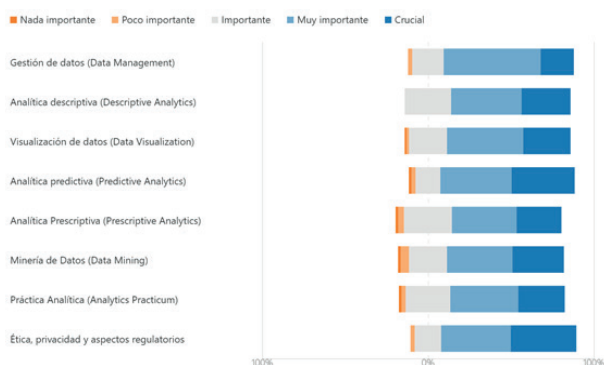 Nada importante Poco importante Importante Muy importante Crucial
Gestión de datos (Data Management)
Analítica descriptiva (Descriptive Analytics)
Visualización de datos (Data Visualization)
Analítica predictiva (Predictive Analytics)
Analítica Prescriptiva (Prescriptive Analytics)
Minería de Datos (Data Mining)
Práctica Analítica (Analytics Practicum)
Ética, privacidad y aspectos regulatorios
100% 0% 100%